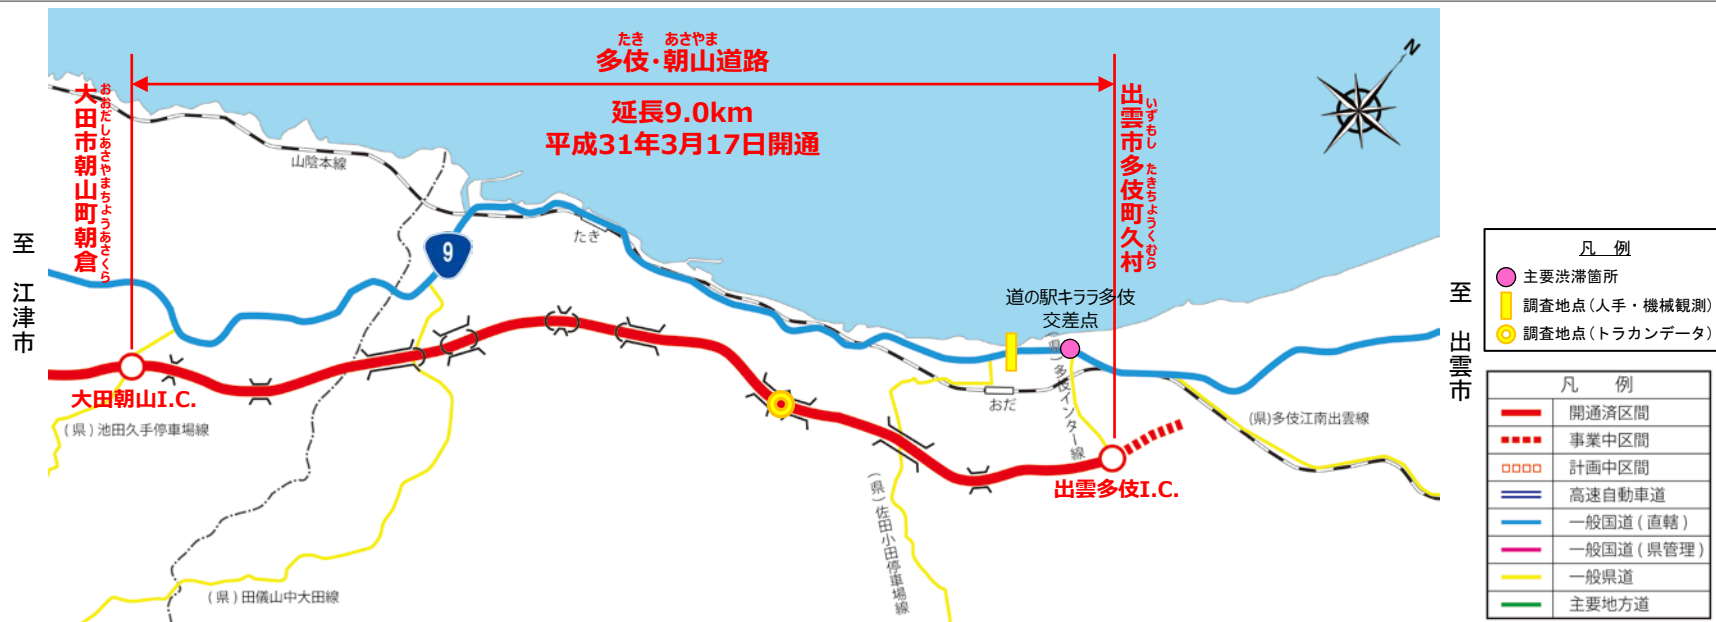 たき あさやま
多伎・朝山道路
延長9.0km
平成31年3月17日開通
大田市朝山町朝倉
おおだしあさやまちょうあさくら
出雲市多伎町久村
いずもし たきちょうくむら
N
至 江津市
至 出雲市
山陰本線
9
たき
道の駅キララ多伎
交差点
(県)多伎インター線
おだ
(県)多伎江南出雲線
大田朝山I.C.
(県)池田久手停車場線
出雲多伎I.C.
(県)佐田小田停車場線
(県)田儀山中大田線
凡 例
主要渋滞箇所
調査地点(人手・機械観測)
調査地点(トラカンデータ)
凡 例
開通済区間
事業中区間
計画中区間
高速自動車道
一般国道(直轄)
一般国道(県管理)
一般県道
主要地方道